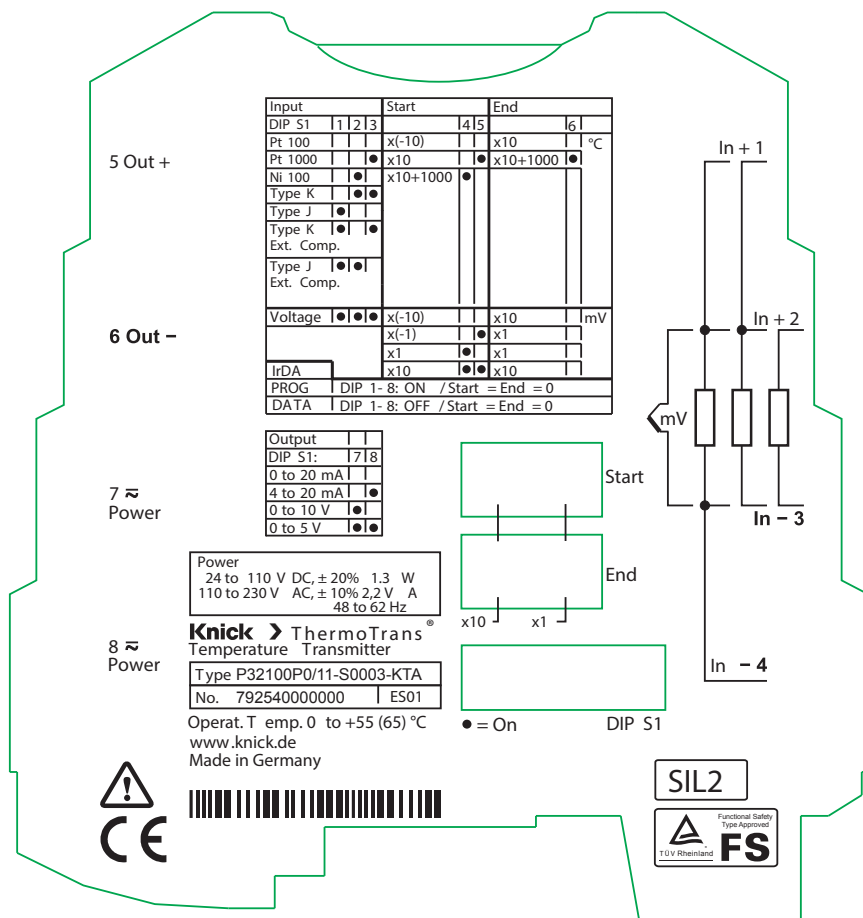 Input Start End
DIP S1 1 2 3 4 5 6
Pt 100 x(-10) x10 °C
Pt 1000 ● x10 ● x10+1000 ●
Ni 100 ● x10+1000 ●
Type K ● ●
Type J ●
Type K ● ●
Ext. Comp.
Type J ● ●
Ext. Comp.
Voltage ● ● ● x(-10) x10 mV
x(-1) ● x1
x1 ● x1
IrDA x10 ● ● x10
PROG DIP 1- 8: ON / Start = End = 0
DATA DIP 1- 8: OFF / Start = End = 0
5 Out +
6 Out –
7 ≂
Power
8 ≂
Power
In + 1
In + 2
mV
In – 3
In – 4
Output
DIP S1: 7 8
0 to 20 mA
4 to 20 mA ●
0 to 10 V ●
0 to 5 V ● ●
Start
End
x10 x1
Power
24 to 110 V DC, ± 20% 1.3 W
110 to 230 V AC, ± 10% 2,2 V A
48 to 62 Hz
Knick > ThermoTrans ®
Temperature Transmitter
Type P32100P0/11-S0003-KTA
No. 792540000000 ES01
Operat. T emp. 0 to +55 (65) °C
www.knick.de
Made in Germany
● = On DIP S1
CE
SIL2
TÜV Rheinland
Functional Safety
Type Approved
FS